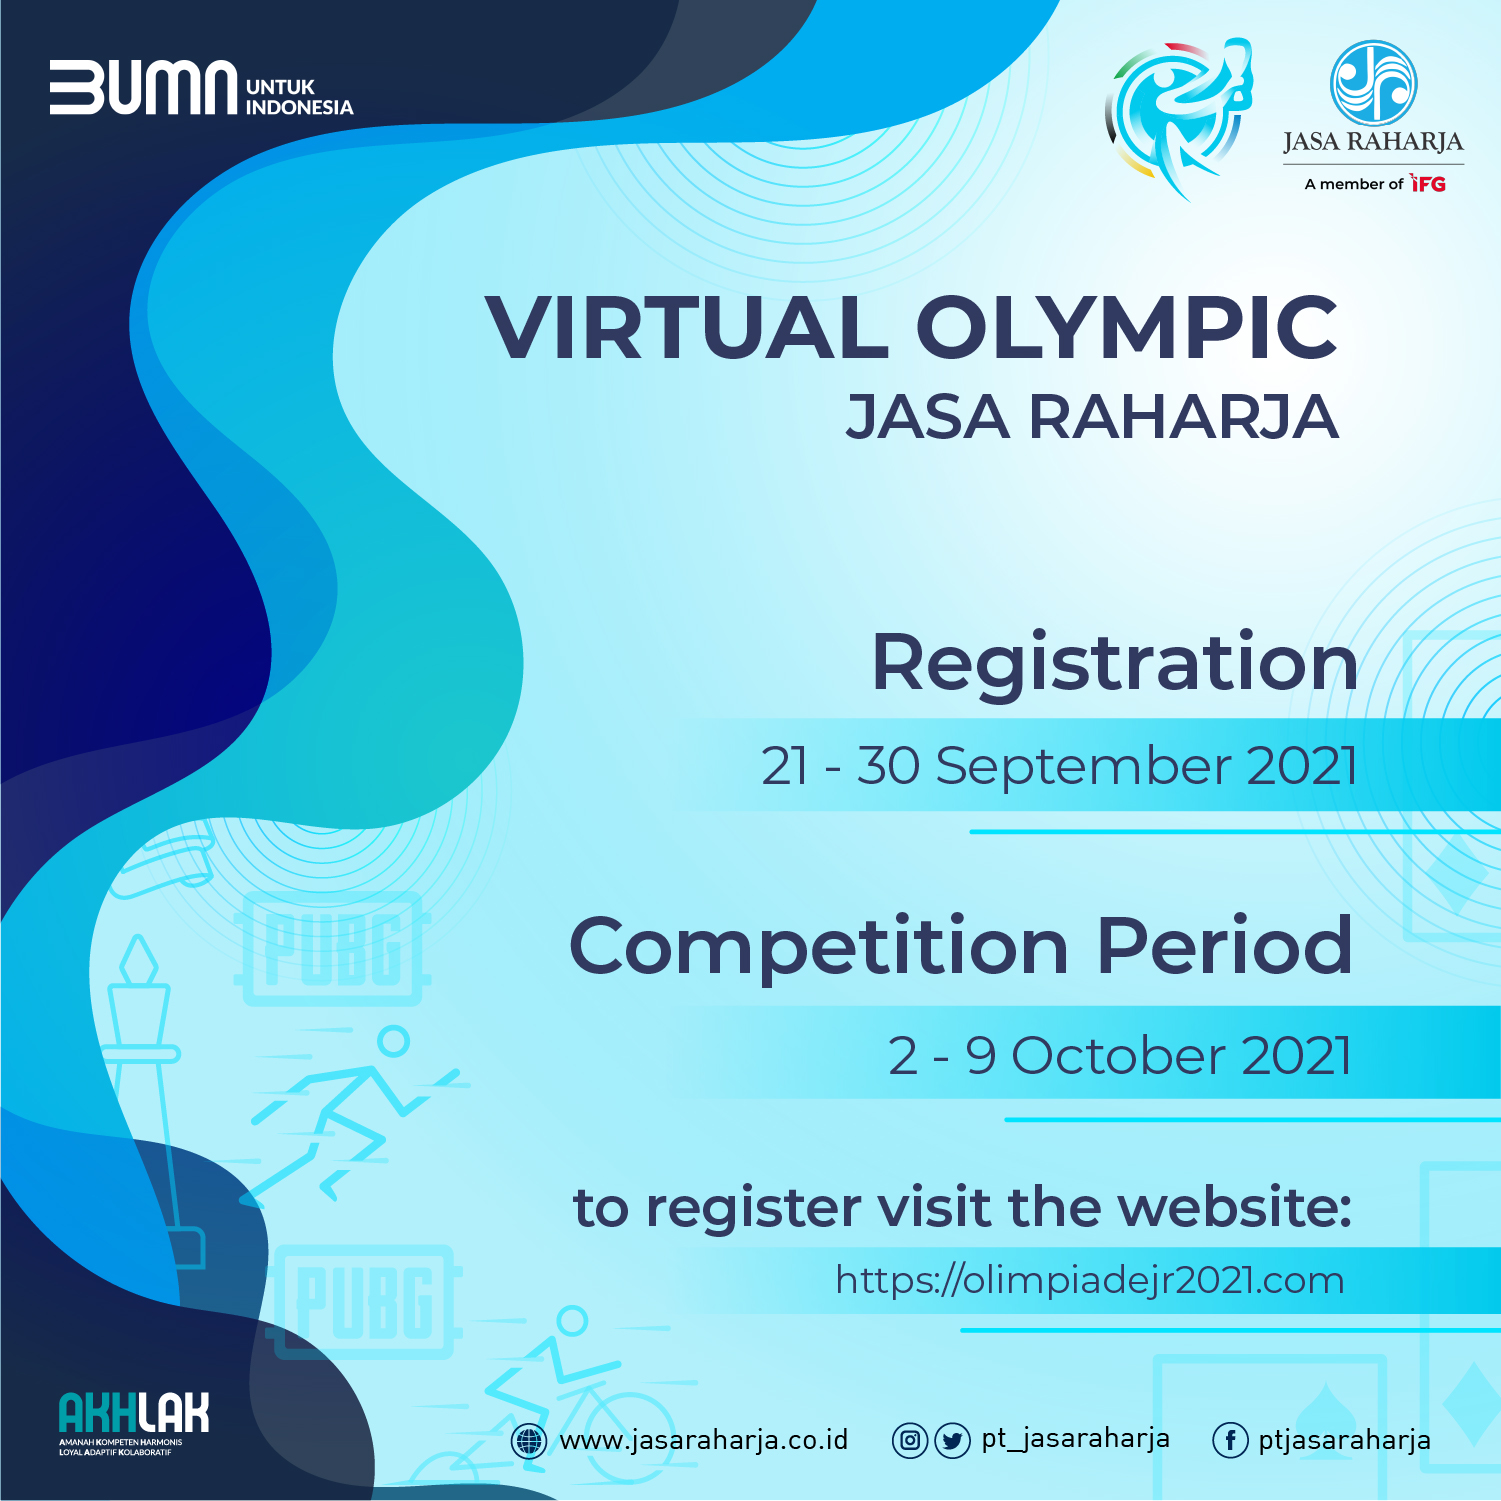 BUMN UNTUK
INDONESIA
JASA RAHARJA
A member of IFG
VIRTUAL OLYMPIC
JASA RAHARJA
Registration
21 - 30 September 2021
Competition Period
2 - 9 October 2021
to register visit the website:
https://olimpiadejr2021.com
PUBG
PUBG
AKHLAK
AMANAH KOMPETEN HARMONIS
LOYAL ADAPTIF KOLABORATIF
www.jasaraharja.co.id
pt_jasaraharja
ptjasaraharja